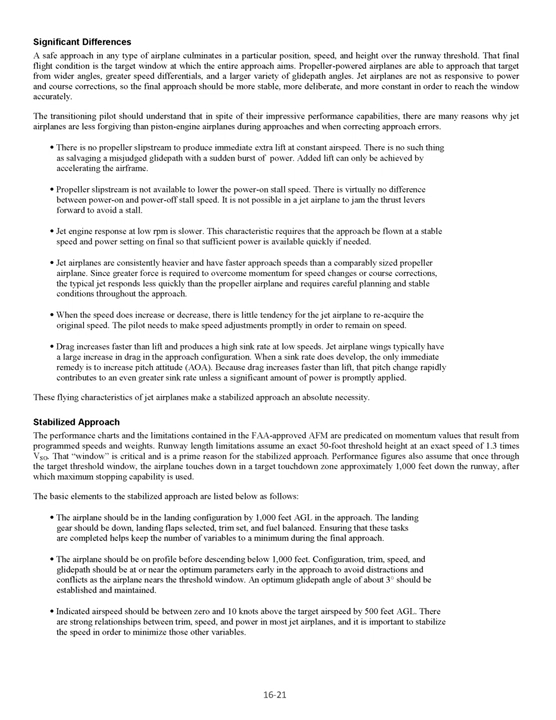 Significant Differences
A safe approach in any type of airplane culminates in a particular position, speed, and height over the runway threshold. That final
flight condition is the target window at which the entire approach aims. Propeller-powered airplanes are able to approach that target
from wider angles, greater speed differentials, and a larger variety of glidepath angles. Jet airplanes are not as responsive to power
and course corrections, so the final approach should be more stable, more deliberate, and more constant in order to reach the window
accurately.
The transitioning pilot should understand that in spite of their impressive performance capabilities, there are many reasons why jet
airplanes are less forgiving than piston-engine airplanes during approaches and when correcting approach errors.
• There is no propeller slipstream to produce immediate extra lift at constant airspeed. There is no such thing
as salvaging a misjudged glidepath with a sudden burst of power. Added lift can only be achieved by
accelerating the airframe.
• Propeller slipstream is not available to lower the power-on stall speed. There is virtually no difference
between power-on and power-off stall speed. It is not possible in a jet airplane to jam the thrust levers
forward to avoid a stall.
• Jet engine response at low rpm is slower. This characteristic requires that the approach be flown at a stable
speed and power setting on final so that sufficient power is available quickly if needed.
• Jet airplanes are consistently heavier and have faster approach speeds than a comparably sized propeller
airplane. Since greater force is required to overcome momentum for speed changes or course corrections,
the typical jet responds less quickly than the propeller airplane and requires careful planning and stable
conditions throughout the approach.
• When the speed does increase or decrease, there is little tendency for the jet airplane to re-acquire the
original speed. The pilot needs to make speed adjustments promptly in order to remain on speed.
• Drag increases faster than lift and produces a high sink rate at low speeds. Jet airplane wings typically have
a large increase in drag in the approach configuration. When a sink rate does develop, the only immediate
remedy is to increase pitch attitude (AOA). Because drag increases faster than lift, that pitch change rapidly
contributes to an even greater sink rate unless a significant amount of power is promptly applied.
These flying characteristics of jet airplanes make a stabilized approach an absolute necessity.
Stabilized Approach
The performance charts and the limitations contained in the FAA-approved AFM are predicated on momentum values that result from
programmed speeds and weights. Runway length limitations assume an exact 50-foot threshold height at an exact speed of 1.3 times
VSO. That “window” is critical and is a prime reason for the stabilized approach. Performance figures also assume that once through
the target threshold window, the airplane touches down in a target touchdown zone approximately 1,000 feet down the runway, after
which maximum stopping capability is used.
The basic elements to the stabilized approach are listed below as follows:
• The airplane should be in the landing configuration by 1,000 feet AGL in the approach. The landing
gear should be down, landing flaps selected, trim set, and fuel balanced. Ensuring that these tasks
are completed helps keep the number of variables to a minimum during the final approach.
• The airplane should be on profile before descending below 1,000 feet. Configuration, trim, speed, and
glidepath should be at or near the optimum parameters early in the approach to avoid distractions and
conflicts as the airplane nears the threshold window. An optimum glidepath angle of about 3° should be
established and maintained.
• Indicated airspeed should be between zero and 10 knots above the target airspeed by 500 feet AGL. There
are strong relationships between trim, speed, and power in most jet airplanes, and it is important to stabilize
the speed in order to minimize those other variables.
16-21